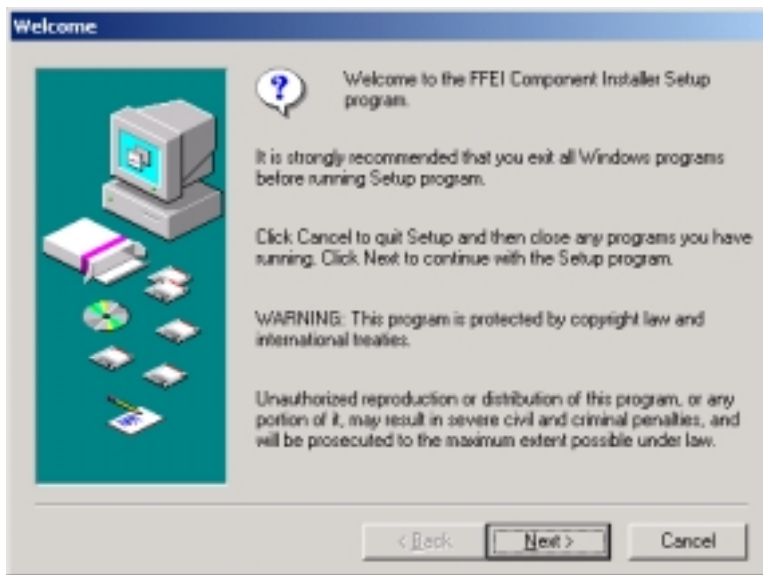 Welcome
Welcome to the FFEI Component Installer Setup
program.
It is strongly recommended that you exit all Windows programs
before running Setup program.
Click Cancel to quit Setup and then close any programs you have
running. Click Next to continue with the Setup program.
WARNING: This program is protected by copyright law and
international treaties.
Unauthorized reproduction or distribution of this program, or any
portion of it, may result in severe civil and criminal penalties, and
will be prosecuted to the maximum extent possible under law.
< Back
Next >
Cancel